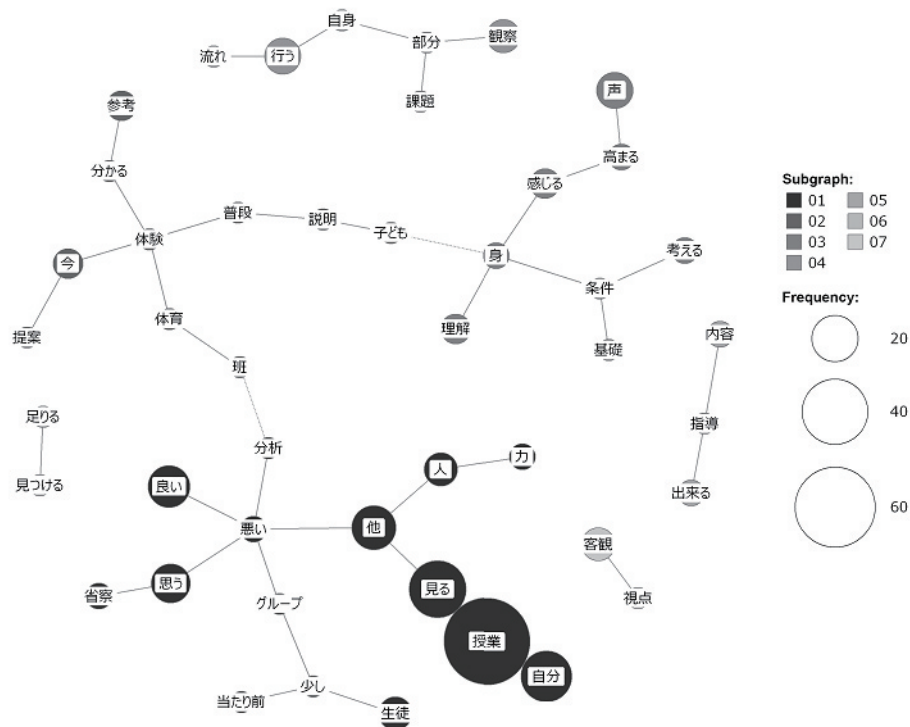 自身
流れ
行う
部分
観察
課題
声
参考
高まる
分かる
感じる
普段
説明
子ども
体験
身
考える
今
条件
提案
体育
理解
基礎
内容
班
足りる
指導
分析
見つける
良い
人
力
出来る
悪い
他
客観
省察
思う
見る
グループ
視点
授業
自分
当たり前
少し
生徒
Subgraph:
01 05
02 06
03 07
04
Frequency:
20
40
60